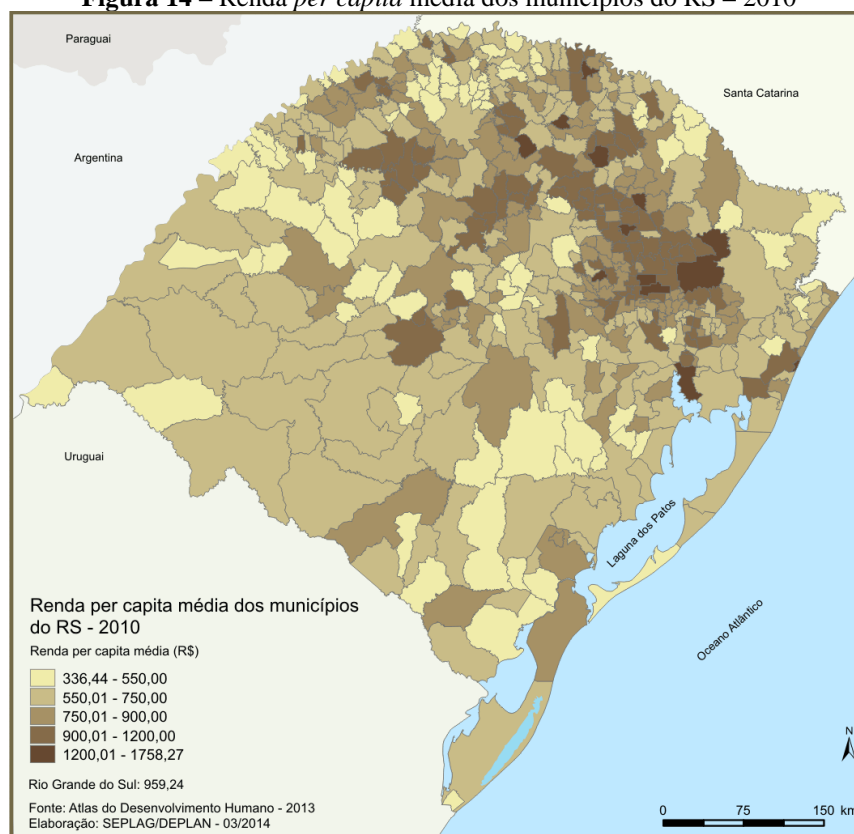 Figura 14 – Renda per capita média dos municípios do RS – 2010
Paraguai
Santa Catarina
Argentina
Uruguai
Laguna dos Patos
Oceano Atlântico
Renda per capita média dos municípios
do RS - 2010
Renda per capita média (R$)
336,44 - 550,00
550,01 - 750,00
750,01 - 900,00
900,01 - 1200,00
1200,01 - 1758,27
Rio Grande do Sul: 959,24
Fonte: Atlas do Desenvolvimento Humano - 2013
Elaboração: SEPLAG/DEPLAN - 03/2014
N
0 75 150 km